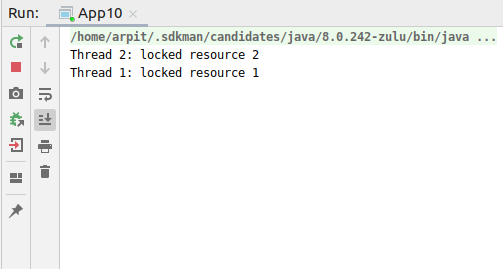 Run: App10
/home/arpit/.sdkman/candidates/java/8.0.242-zulu/bin/java ...
Thread 2: locked resource 2
Thread 1: locked resource 1